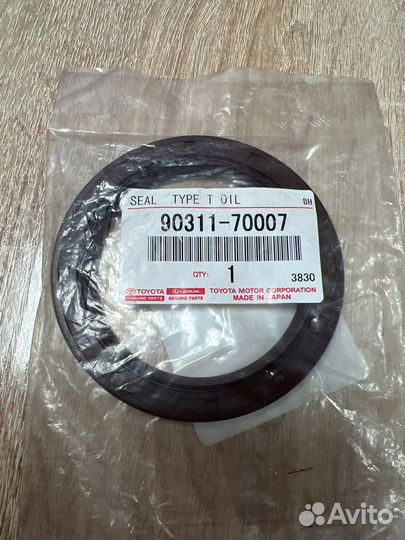 SEAL TYPE T OIL BH
90311-70007
QTY: 1 3830
TOYOTA LEXUS TOYOTA MOTOR CORPORATION
GENUINE PARTS GENUINE PARTS MADE IN JAPAN
Avito